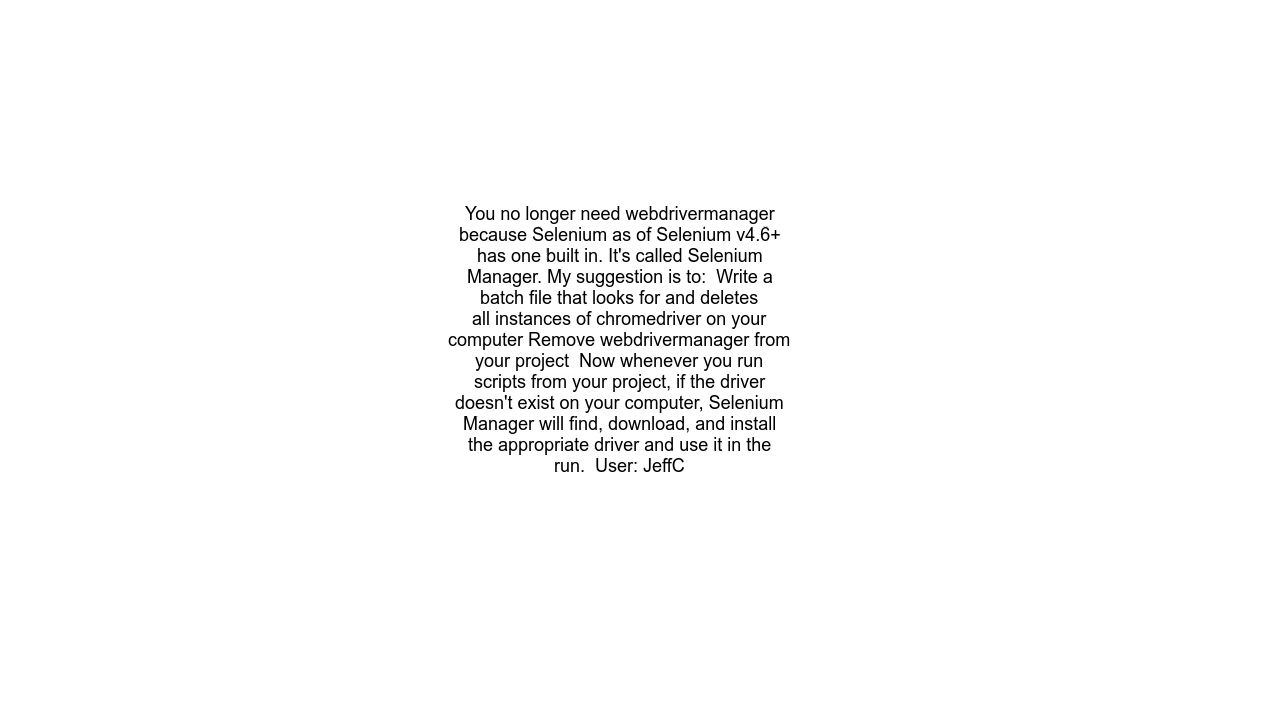 You no longer need webdrivermanager
because Selenium as of Selenium v4.6+
has one built in. It's called Selenium
Manager. My suggestion is to:  Write a
batch file that looks for and deletes
all instances of chromedriver on your
computer Remove webdrivermanager from
your project  Now whenever you run
scripts from your project, if the driver
doesn't exist on your computer, Selenium
Manager will find, download, and install
the appropriate driver and use it in the
run.  User: JeffC